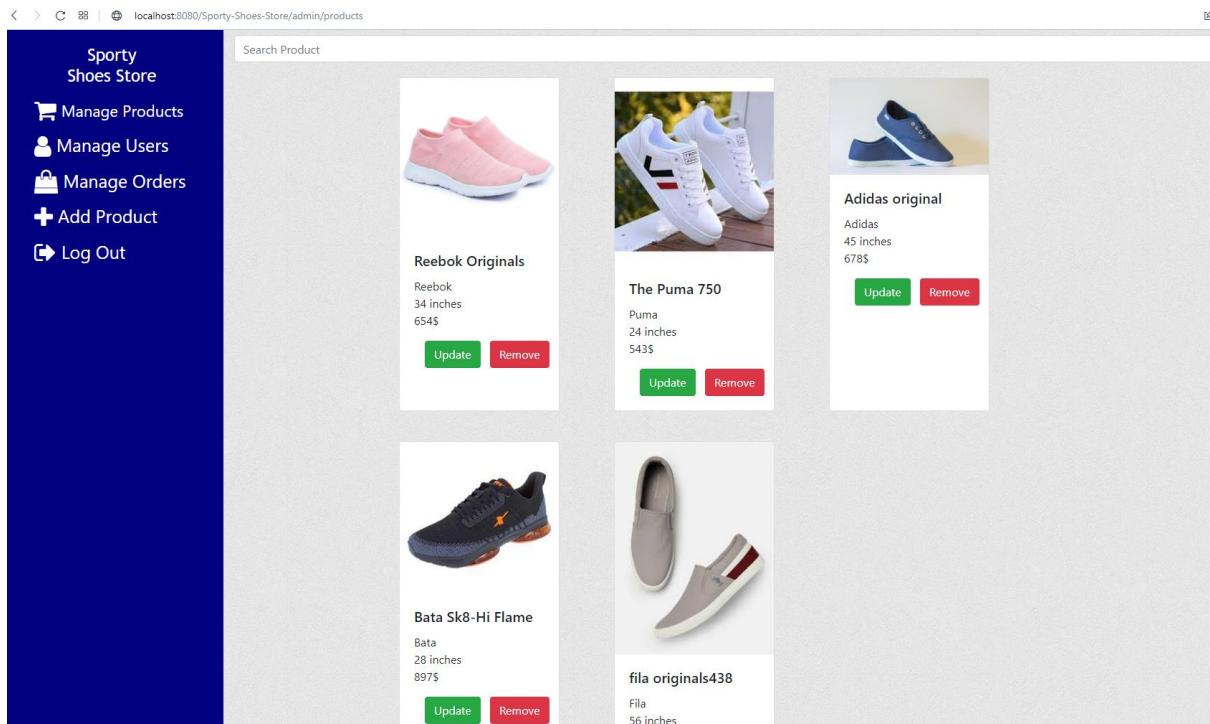 localhost:8080/Sporty-Shoes-Store/admin/products
Sporty
Shoes Store
Manage Products
Manage Users
Manage Orders
Add Product
Log Out
Search Product
Reebok Originals
Reebok
34 inches
654$
Update Remove
The Puma 750
Puma
24 inches
543$
Update Remove
Adidas original
Adidas
45 inches
678$
Update Remove
Bata Sk8-Hi Flame
Bata
28 inches
897$
Update Remove
fila originals438
Fila
56 inches